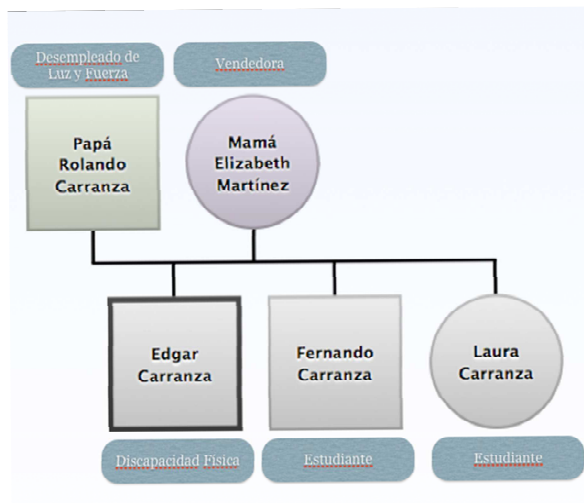 Desempleado de
Luz y Fuerza
Vendedora
Papá
Rolando
Carranza
Mamá
Elizabeth
Martínez
Edgar
Carranza
Fernando
Carranza
Laura
Carranza
Discapacidad Física
Estudiante
Estudiante